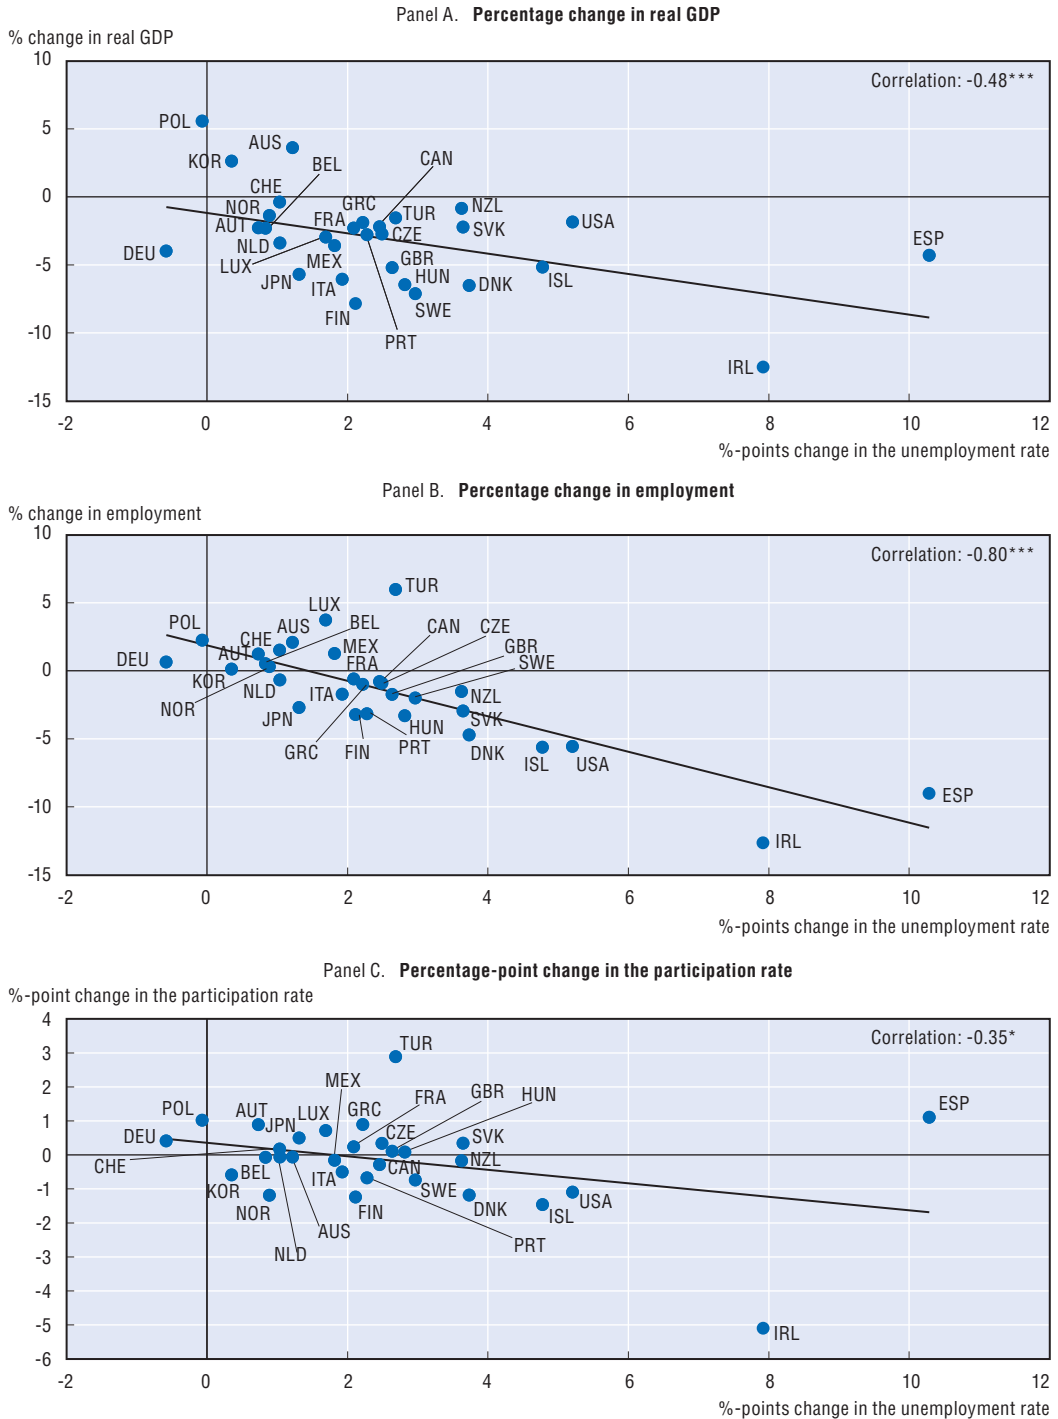 Panel A. Percentage change in real GDP
% change in real GDP
10
Correlation: -0.48***
POL
5
AUS
KOR
BEL
CAN
CHE
0
NOR
GRC
NZL
FRA
TUR
USA
AUT
SVK
CZE
ESP
NLD
DEU
GBR
LUX
MEX
HUN
ISL
-5
JPN
ITA
DNK
SWE
FIN
-10
PRT
IRL
-15
-2 0 2 4 6 8 10 12
%-points change in the unemployment rate
Panel B. Percentage change in employment
% change in employment
10
Correlation: -0.80***
TUR
5
LUX
POL
AUS
BEL
CAN
CZE
CHE
MEX
GBR
AUT
DEU
FRA
SWE
0
KOR
NLD
ITA
NZL
NOR
JPN
SVK
HUN
GRC
FIN
PRT
DNK
-5
ISL
USA
ESP
-10
IRL
-15
-2 0 2 4 6 8 10 12
%-points change in the unemployment rate
Panel C. Percentage-point change in the participation rate
%-point change in the participation rate
4
Correlation: -0.35*
TUR
3
MEX
2
GBR
HUN
FRA
ESP
POL
AUT
LUX
GRC
1
JPN
CZE
SVK
DEU
0
CHE
NZL
CAN
BEL
ITA
KOR
SWE
-1
USA
NOR
FIN
DNK
ISL
AUS
-2
PRT
NLD
-3
-4
-5
IRL
-6
-2 0 2 4 6 8 10 12
%-points change in the unemployment rate